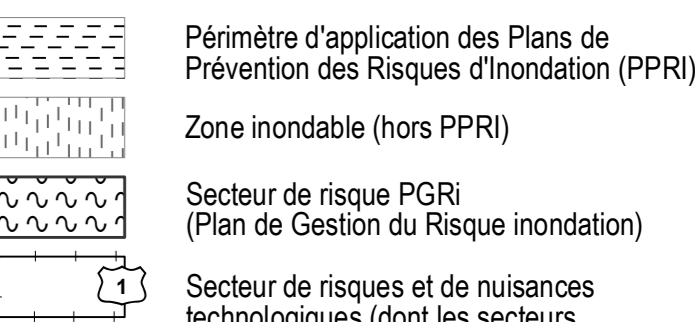 Périmètre d'application des Plans de
Prévention des Risques d'Inondation (PPRI)
Zone inondable (hors PPRI)
Secteur de risque PGRi
(Plan de Gestion du Risque inondation)
1
Secteur de risques et de nuisances
technologiques (dont les secteurs